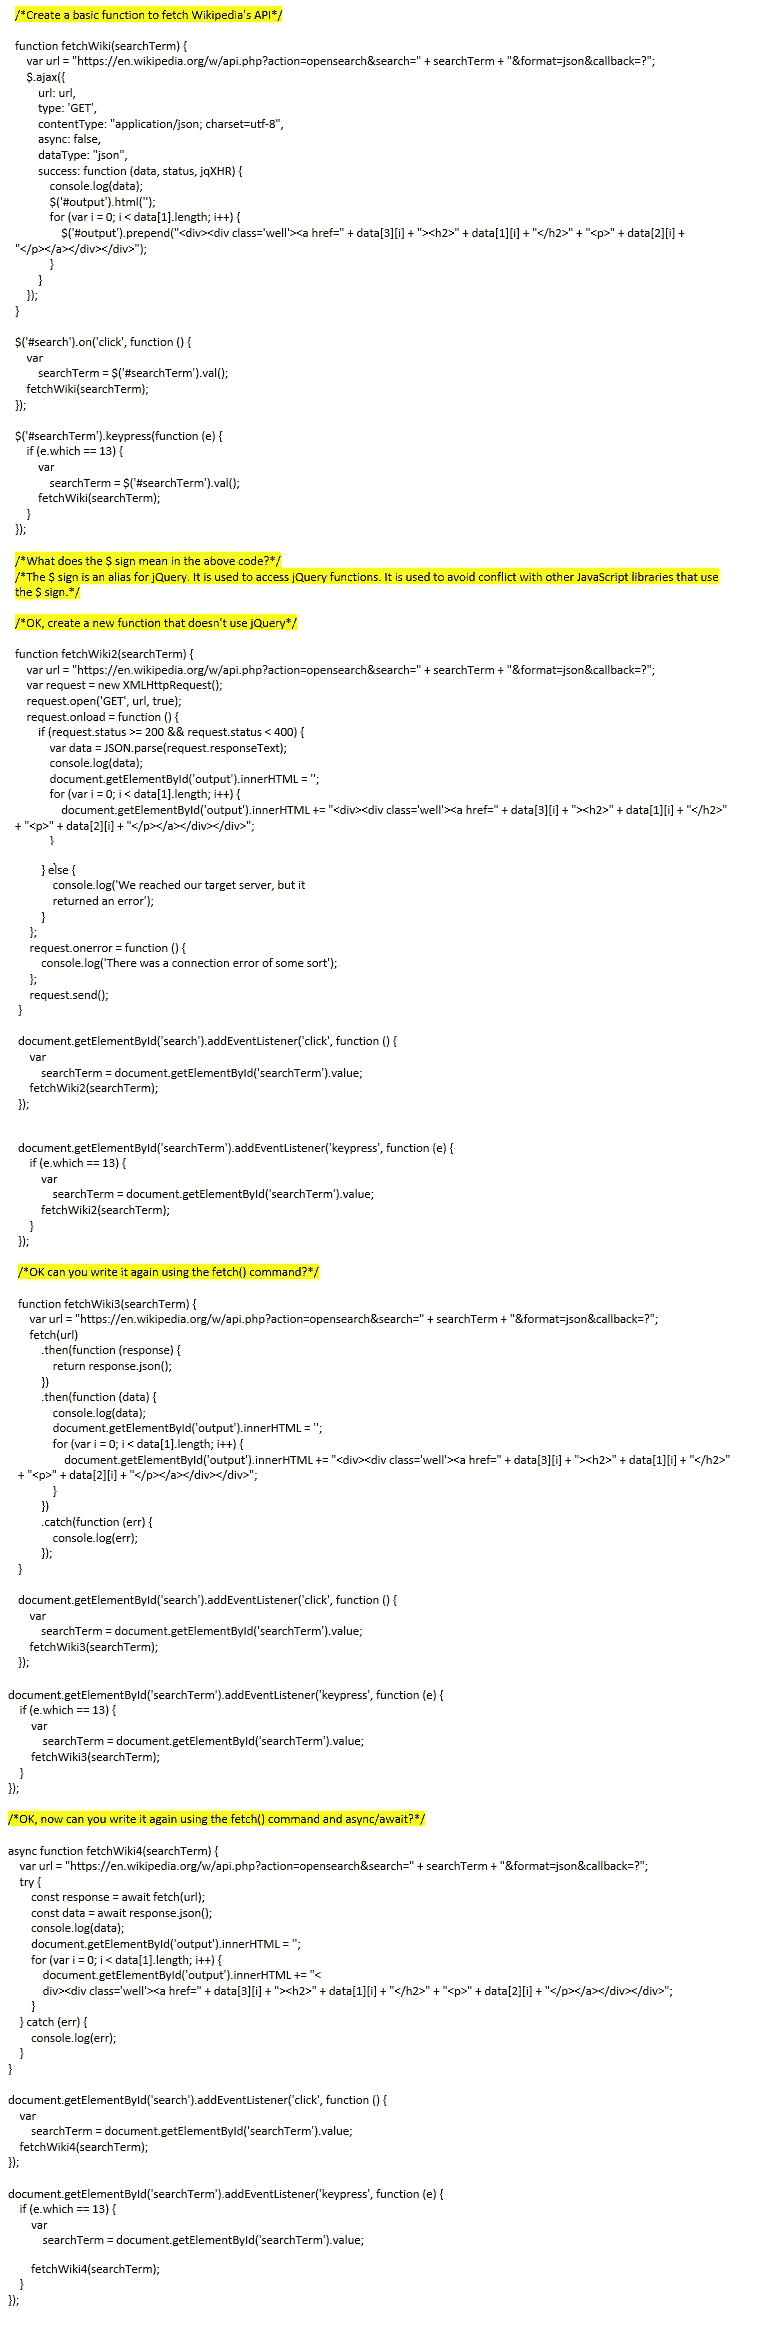 /*Create a basic function to fetch Wikipedia's API*/
function fetchWiki(searchTerm) {
var url = "https://en.wikipedia.org/w/api.php?action=opensearch&search=" + searchTerm + "&format=json&callback=?";
$.ajax({
url: url,
type: 'GET',
contentType: "application/json; charset=utf-8",
async: false,
dataType: "json",
success: function (data, status, jqXHR) {
console.log(data);
$('#output').html('');
for (var i = 0; i < data[1].length; i++) {
$('#output').prepend("<div><div class='well'><a href=" + data[3][i] + "><h2>" + data[1][i] + "</h2>" + "<p>" + data[2][i] +
"</p></a></div></div>");
}
}
});
}
$('#search').on('click', function () {
var
searchTerm = $('#searchTerm').val();
fetchWiki(searchTerm);
});
$('#searchTerm').keypress(function (e) {
if (e.which == 13) {
var
searchTerm = $('#searchTerm').val();
fetchWiki(searchTerm);
}
});
/*What does the $ sign mean in the above code?*/
/*The $ sign is an alias for jQuery. It is used to access jQuery functions. It is used to avoid conflict with other JavaScript libraries that use
the $ sign.*/
/*OK, create a new function that doesn't use jQuery*/
function fetchWiki2(searchTerm) {
var url = "https://en.wikipedia.org/w/api.php?action=opensearch&search=" + searchTerm + "&format=json&callback=?";
var request = new XMLHttpRequest();
request.open('GET', url, true);
request.onload = function () {
if (request.status >= 200 && request.status < 400) {
var data = JSON.parse(request.responseText);
console.log(data);
document.getElementById('output').innerHTML = '';
for (var i = 0; i < data[1].length; i++) {
document.getElementById('output').innerHTML += "<div><div class='well'><a href=" + data[3][i] + "><h2>" + data[1][i] + "</h2>"
+ "<p>" + data[2][i] + "</p></a></div></div>";
}
} else {
console.log('We reached our target server, but it
returned an error');
}
};
request.onerror = function () {
console.log('There was a connection error of some sort');
};
request.send();
}
document.getElementById('search').addEventListener('click', function () {
var
searchTerm = document.getElementById('searchTerm').value;
fetchWiki2(searchTerm);
});
document.getElementById('searchTerm').addEventListener('keypress', function (e) {
if (e.which == 13) {
var
searchTerm = document.getElementById('searchTerm').value;
fetchWiki2(searchTerm);
}
});
/*OK can you write it again using the fetch() command?*/
function fetchWiki3(searchTerm) {
var url = "https://en.wikipedia.org/w/api.php?action=opensearch&search=" + searchTerm + "&format=json&callback=?";
fetch(url)
.then(function (response) {
return response.json();
})
.then(function (data) {
console.log(data);
document.getElementById('output').innerHTML = '';
for (var i = 0; i < data[1].length; i++) {
document.getElementById('output').innerHTML += "<div><div class='well'><a href=" + data[3][i] + "><h2>" + data[1][i] + "</h2>"
+ "<p>" + data[2][i] + "</p></a></div></div>";
}
})
.catch(function (err) {
console.log(err);
});
}
document.getElementById('search').addEventListener('click', function () {
var
searchTerm = document.getElementById('searchTerm').value;
fetchWiki3(searchTerm);
});
document.getElementById('searchTerm').addEventListener('keypress', function (e) {
if (e.which == 13) {
var
searchTerm = document.getElementById('searchTerm').value;
fetchWiki3(searchTerm);
}
});
/*OK, now can you write it again using the fetch() command and async/await?*/
async function fetchWiki4(searchTerm) {
var url = "https://en.wikipedia.org/w/api.php?action=opensearch&search=" + searchTerm + "&format=json&callback=?";
try {
const response = await fetch(url);
const data = await response.json();
console.log(data);
document.getElementById('output').innerHTML = '';
for (var i = 0; i < data[1].length; i++) {
document.getElementById('output').innerHTML += "<
div><div class='well'><a href=" + data[3][i] + "><h2>" + data[1][i] + "</h2>" + "<p>" + data[2][i] + "</p></a></div></div>";
}
} catch (err) {
console.log(err);
}
}
document.getElementById('search').addEventListener('click', function () {
var
searchTerm = document.getElementById('searchTerm').value;
fetchWiki4(searchTerm);
});
document.getElementById('searchTerm').addEventListener('keypress', function (e) {
if (e.which == 13) {
var
searchTerm = document.getElementById('searchTerm').value;
fetchWiki4(searchTerm);
}
});